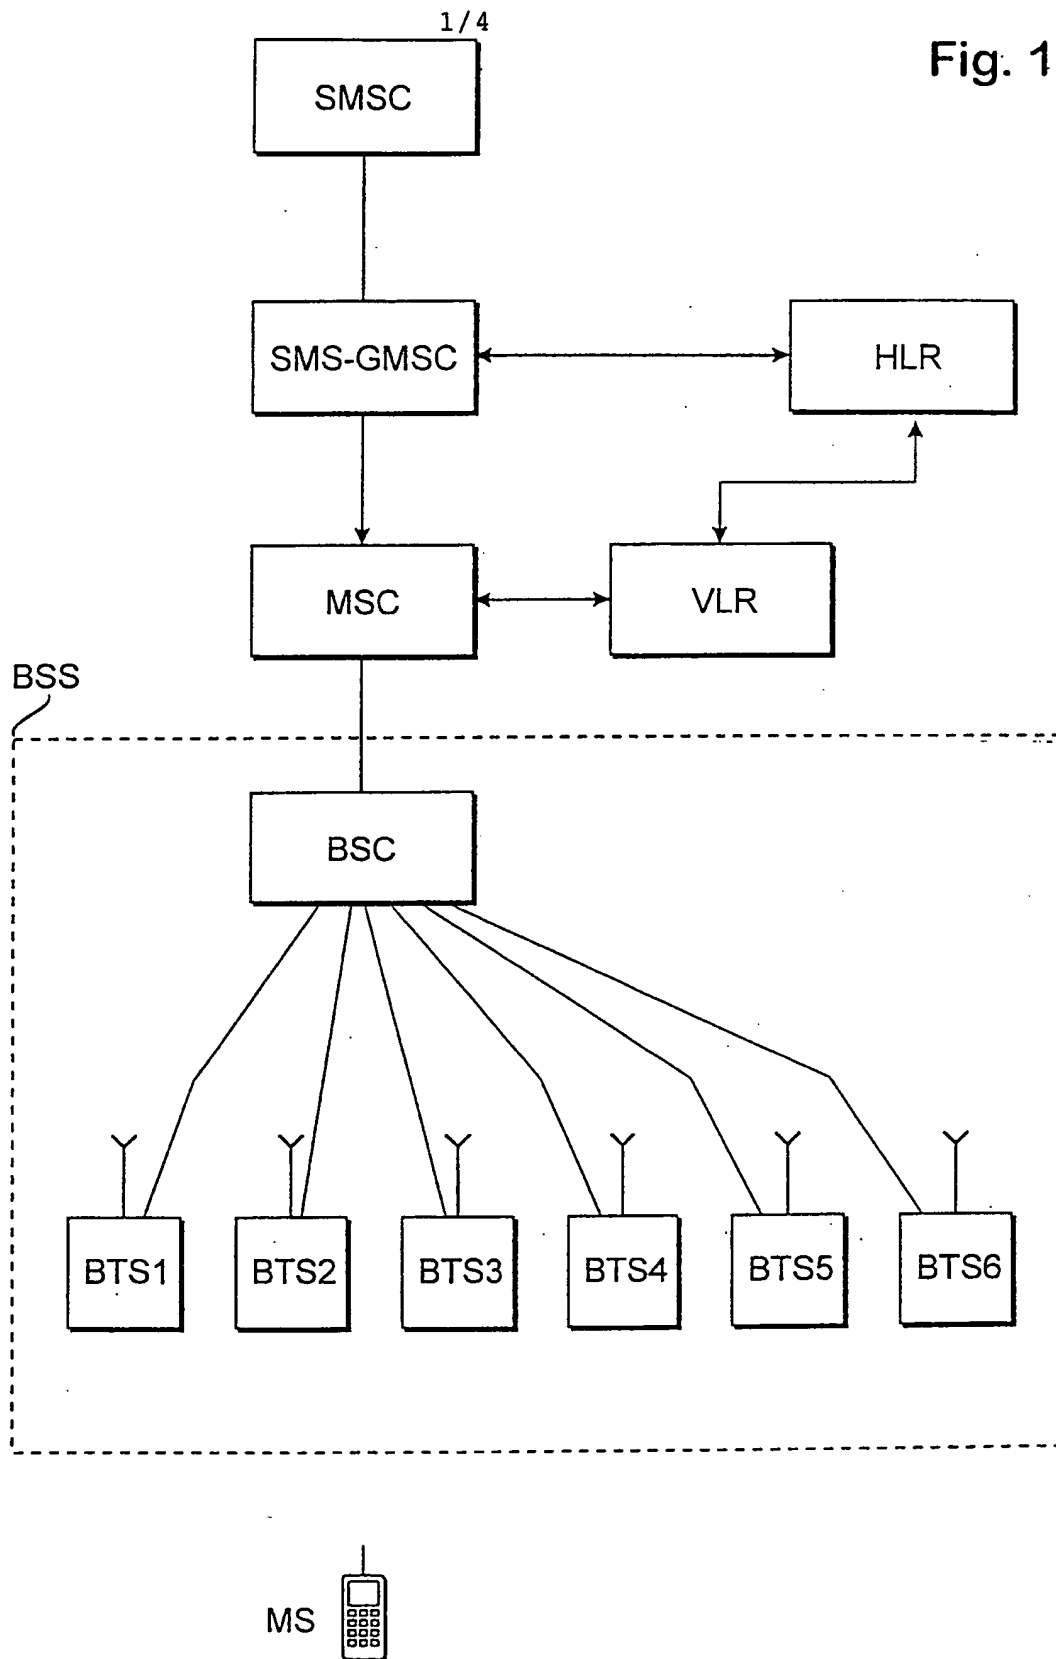 1/4
Fig. 1
SMSC
SMS-GMSC
HLR
MSC
VLR
BSS
BSC
BTS1
BTS2
BTS3
BTS4
BTS5
BTS6
MS